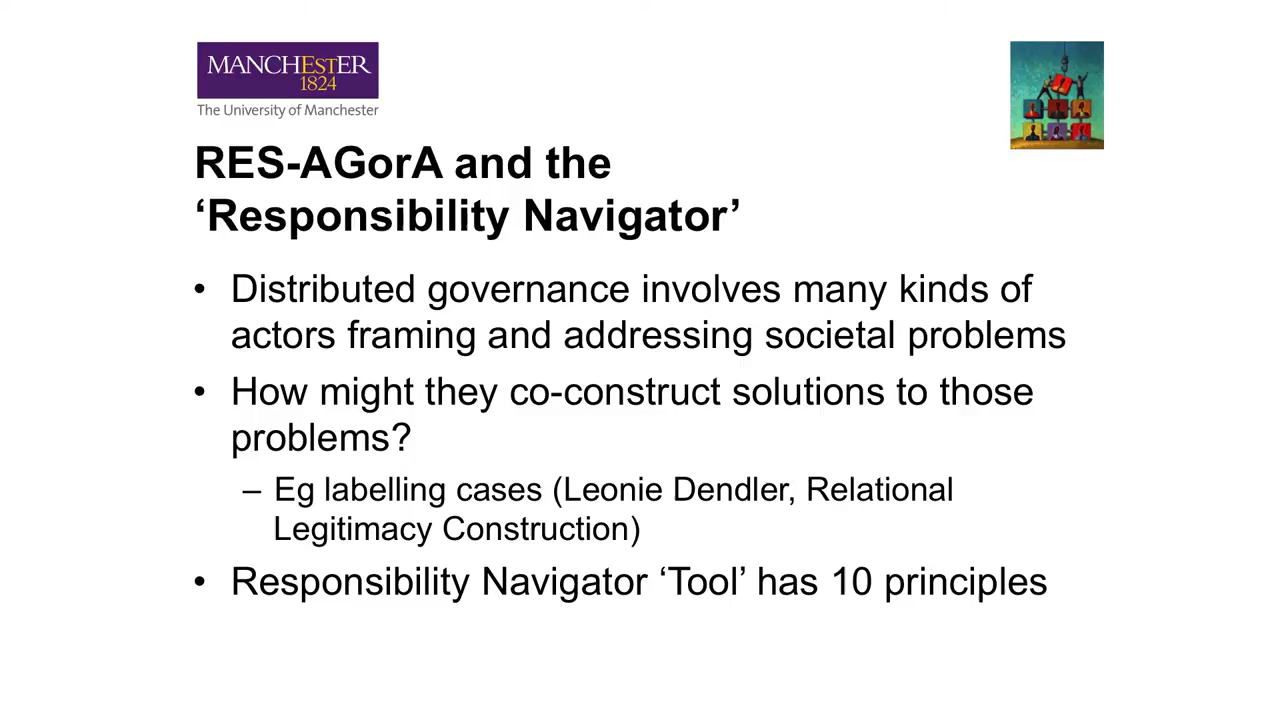 MANCHESTER
1824
The University of Manchester
RES-AGorA and the
‘Responsibility Navigator’
• Distributed governance involves many kinds of
actors framing and addressing societal problems
• How might they co-construct solutions to those
problems?
– Eg labelling cases (Leonie Dendler, Relational
Legitimacy Construction)
• Responsibility Navigator ‘Tool’ has 10 principles